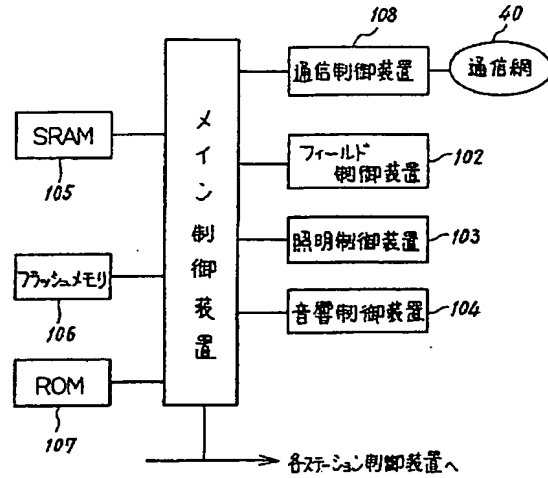 108
40
通信制御装置
通信網
メイン制御装置
SRAM
105
フィールド
制御装置
102
照明制御装置
103
フラッシュメモリ
106
音響制御装置
104
ROM
107
各ステーション制御装置へ